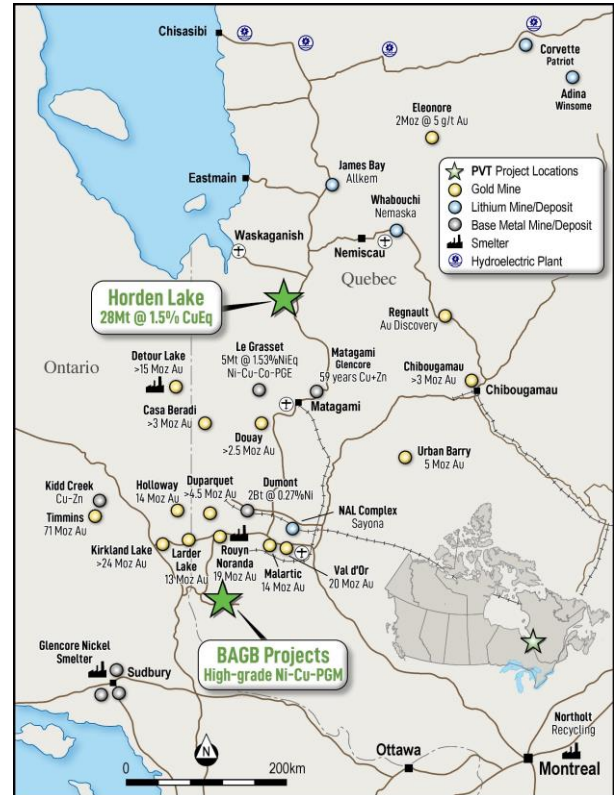 Chisasibi
Corvette
Patriot
Adina
Winsome
Eleonore
2Moz @ 5 g/t Au
James Bay
Allkem
Eastmain
PVT Project Locations
Gold Mine
Lithium Mine/Deposit
Base Metal Mine/Deposit
Smelter
Hydroelectric Plant
Whabouchi
Nemaska
Waskaganish
Nemiscau
Quebec
Horden Lake
28Mt @ 1.5% CuEq
Regnault
Au Discovery
Ontario
Detour Lake
>15 Moz Au
Le Grasset
5Mt @ 1.53%NiEq
Ni-Cu-Co-PGE
Matagami
Glencore
59 years Cu+Zn
Chibougamau
>3 Moz Au
Chibougamau
Matagami
Casa Beradi
>3 Moz Au
Douay
>2.5 Moz Au
Urban Barry
5 Moz Au
Kidd Creek
Cu-Zn
Timmins
71 Moz Au
Holloway
14 Moz Au
Duparquet
>4.5 Moz Au
Dumont
2Bt @ 0.27%Ni
NAL Complex
Sayona
Kirkland Lake
>24 Moz Au
Larder
Lake
13 Moz Au
Rouyn
Noranda
19 Moz Au
Malartic
14 Moz Au
Val d'Or
20 Moz Au
BAGB Projects
High-grade Ni-Cu-PGM
Glencore Nickel
Smelter
Sudbury
Northolt
Recycling
N
Ottawa
Montreal
0
200km